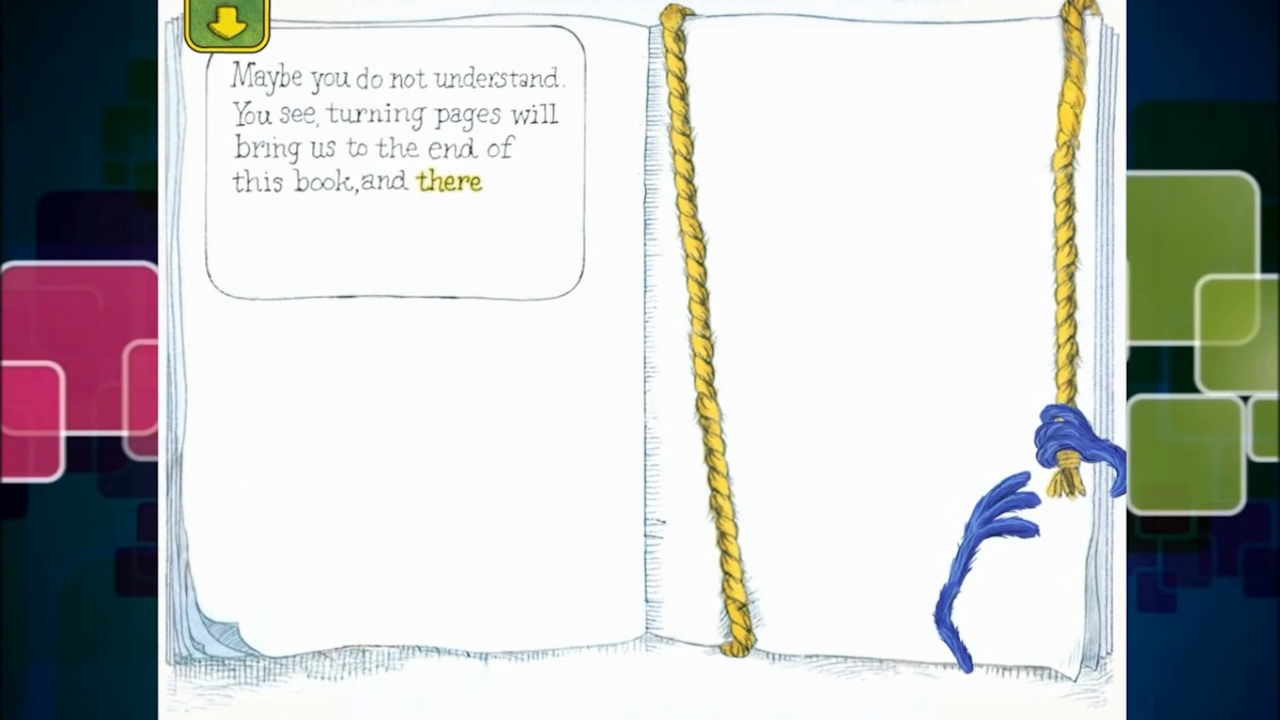 Maybe you do not understand.
You see, turning pages will
bring us to the end of
this book, and there